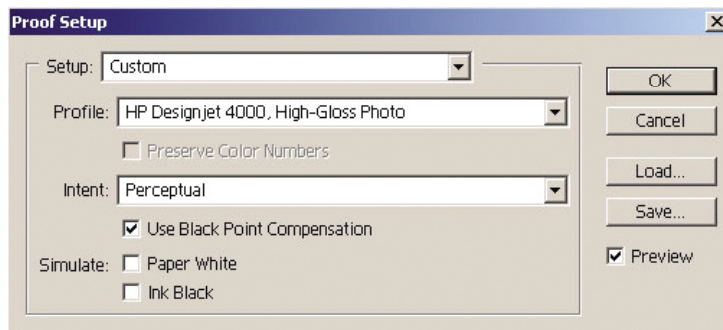 Proof Setup
Setup: Custom
OK
Profile: HP Designjet 4000, High-Gloss Photo
Cancel
Preserve Color Numbers
Load...
Intent: Perceptual
Save...
Use Black Point Compensation
Preview
Simulate: Paper White
Ink Black